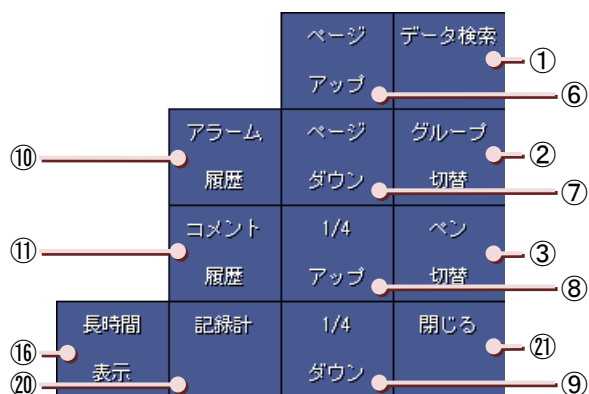 ページ データ検索
①
アップ
⑥
アラーム ページ グループ
⑩ ②
履歴 ダウン 切替
⑦
コメント 1/4 ペン
⑪ ③
履歴 アップ 切替
⑧
長時間 記録計 1/4 閉じる
⑯ ㉑
表示 ダウン
⑳ ⑨